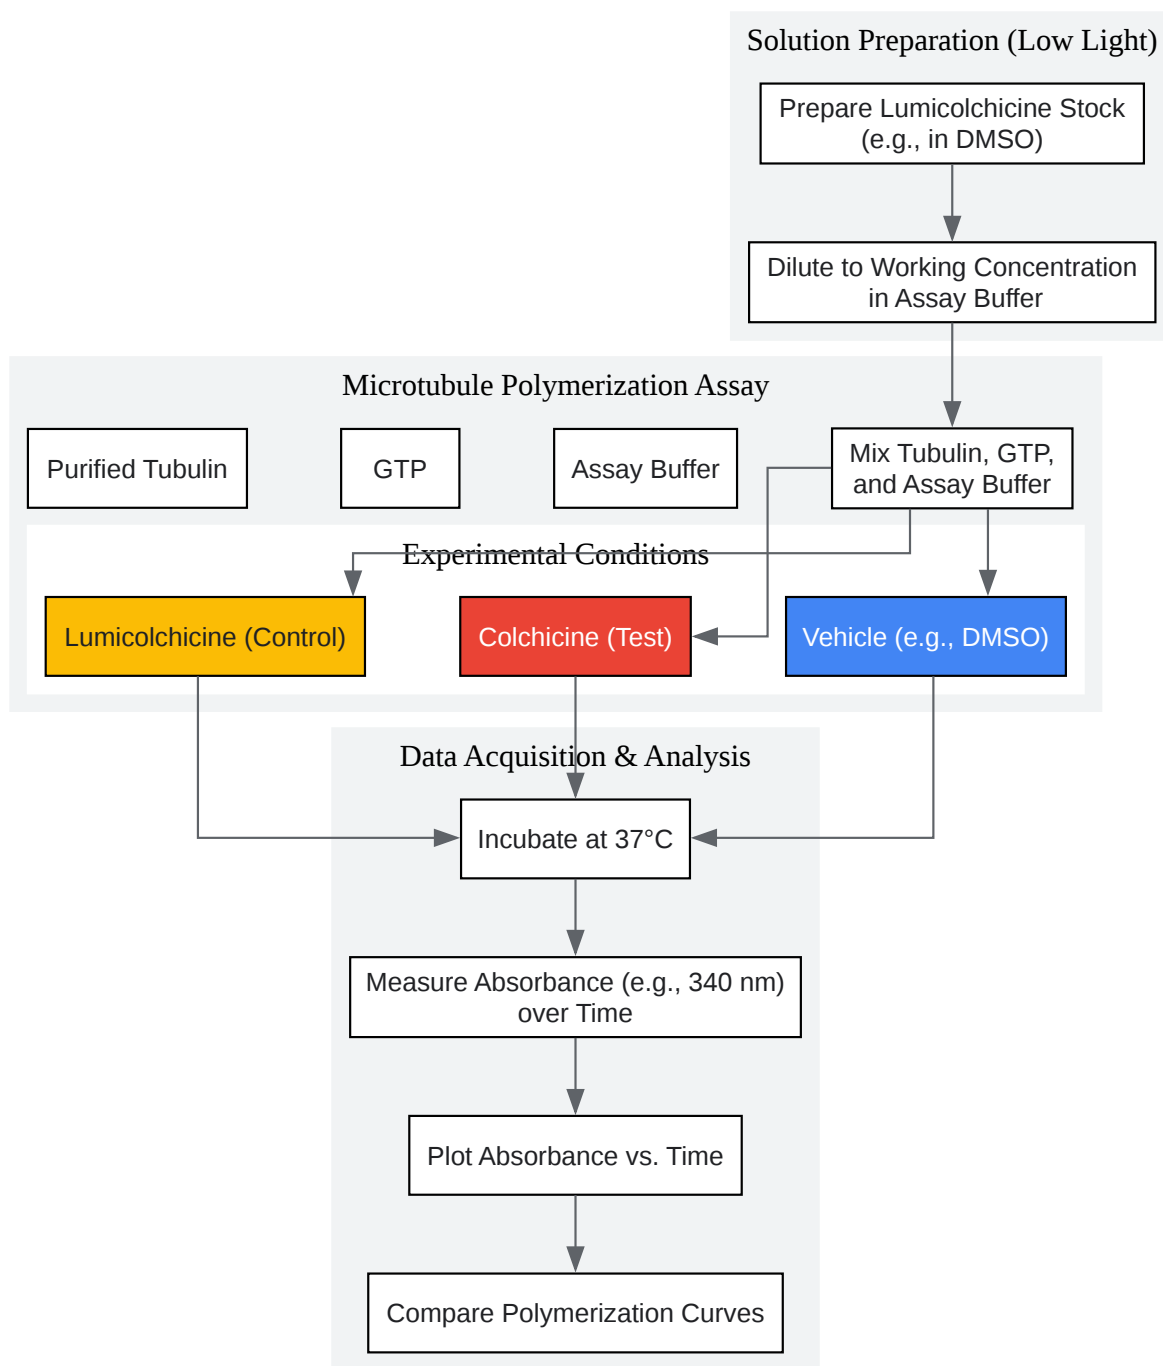 Solution Preparation (Low Light)
Prepare Lumicolchicine Stock
(e.g., in DMSO)
Dilute to Working Concentration
in Assay Buffer
Microtubule Polymerization Assay
Purified Tubulin
GTP
Assay Buffer
Mix Tubulin, GTP,
and Assay Buffer
Experimental Conditions
Lumicolchicine (Control)
Colchicine (Test)
Vehicle (e.g., DMSO)
Data Acquisition & Analysis
Incubate at 37°C
Measure Absorbance (e.g., 340 nm)
over Time
Plot Absorbance vs. Time
Compare Polymerization Curves